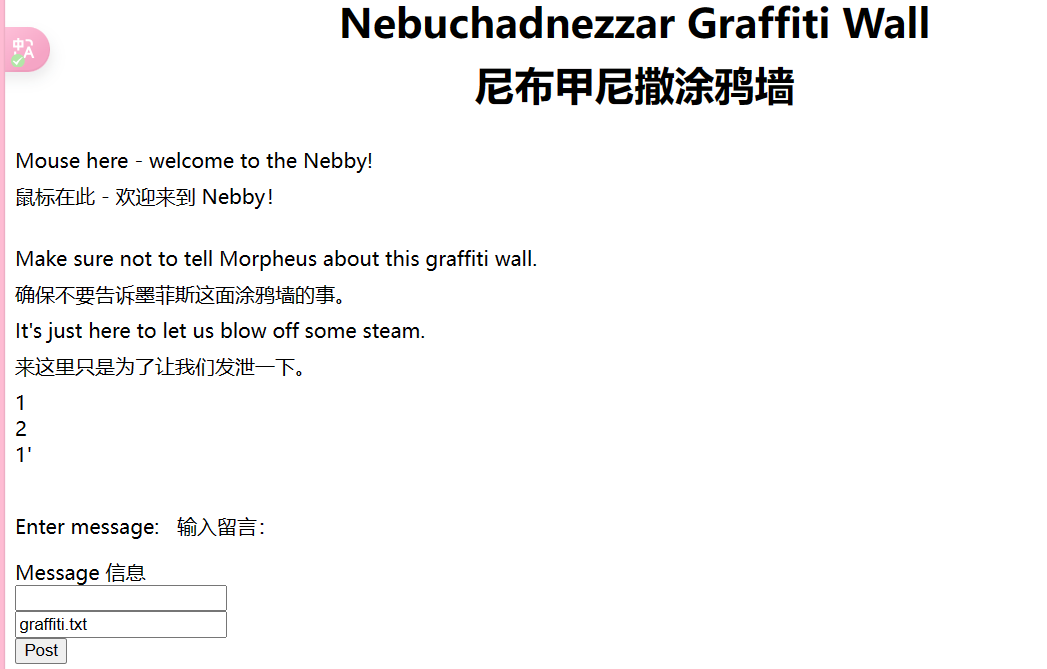 中A
Nebuchadnezzar Graffiti Wall
尼布甲尼撒涂鸦墙
Mouse here - welcome to the Nebby!
鼠标在此 - 欢迎来到 Nebby！
Make sure not to tell Morpheus about this graffiti wall.
确保不要告诉墨菲斯这面涂鸦墙的事。
It's just here to let us blow off some steam.
来这里只是为了让我们发泄一下。
1
2
1'
Enter message: 输入留言：
Message 信息
graffiti.txt
Post